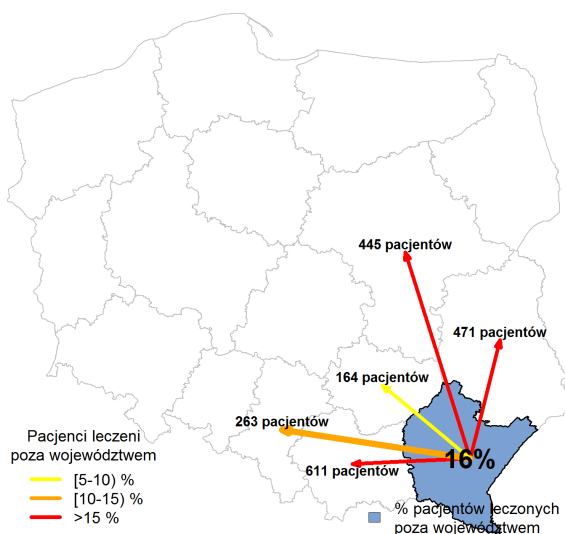 445 pacjentów
471 pacjentów
164 pacjentów
263 pacjentów
611 pacjentów
16%
Pacjenci leczeni
poza województwem
[5-10) %
[10-15) %
>15 %
% pacjentów leczonych
poza województwem